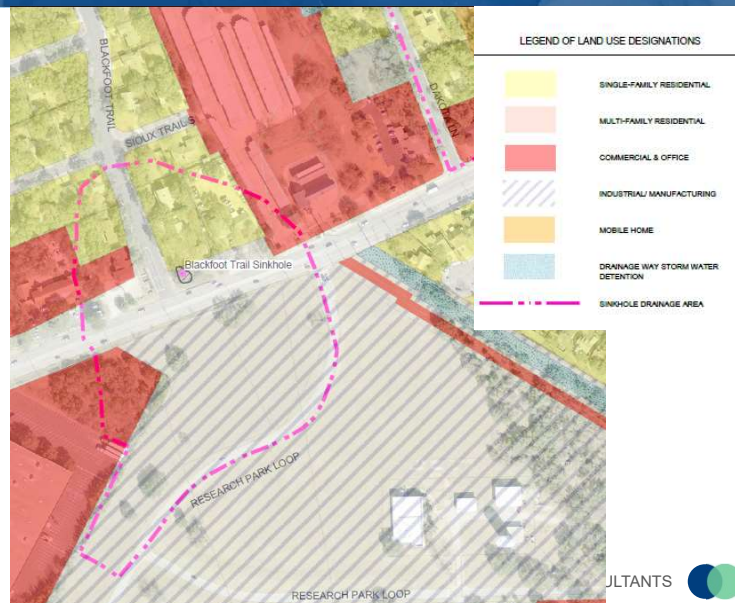 LEGEND OF LAND USE DESIGNATIONS
SINGLE-FAMILY RESIDENTIAL
MULTI-FAMILY RESIDENTIAL
COMMERCIAL & OFFICE
INDUSTRIAL/ MANUFACTURING
MOBILE HOME
DRAINAGE WAY STORM WATER
DETENTION
SINKHOLE DRAINAGE AREA
BLACKFOOT TRAIL
SIOUX TRAIL S
Blackfoot Trail Sinkhole
RESEARCH PARK LOOP
RESEARCH PARK LOOP